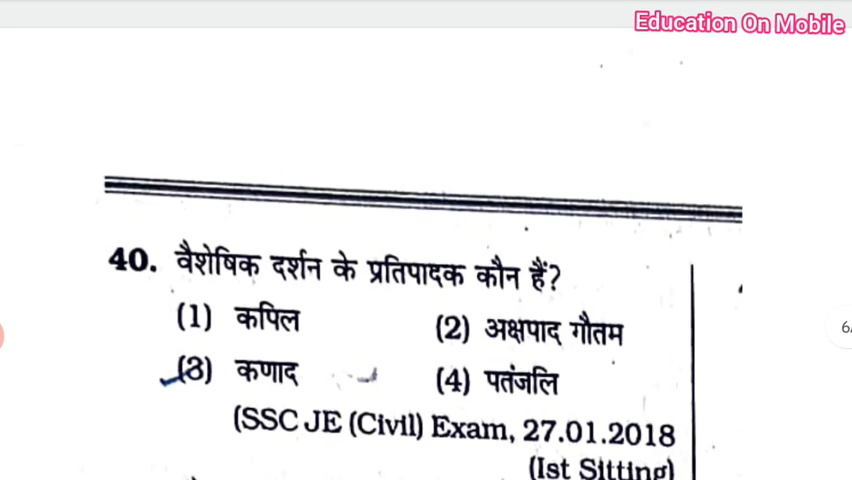 Education On Mobile
40. वैशेषिक दर्शन के प्रतिपादक कौन हैं?
(1) कपिल (2) अक्षपाद गौतम
(3) कणाद (4) पतंजलि
(SSC JE (Civil) Exam, 27.01.2018
(Ist Sitting)
6/